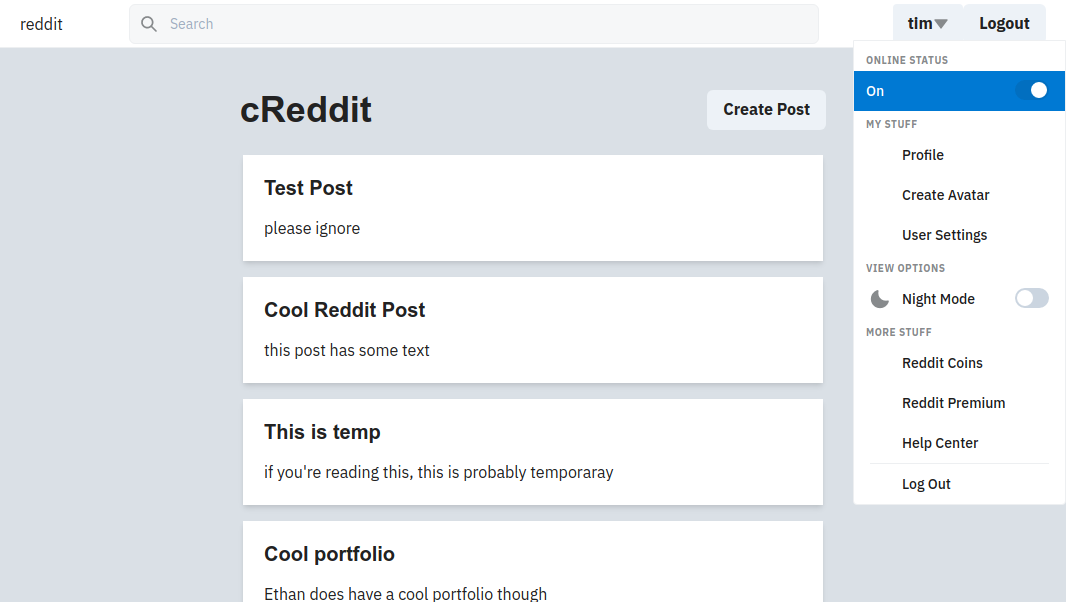 reddit
Search
tim
Logout
cReddit
Create Post
Test Post
please ignore
Cool Reddit Post
this post has some text
This is temp
if you're reading this, this is probably temporaray
Cool portfolio
Ethan does have a cool portfolio though
ONLINE STATUS
On
MY STUFF
Profile
Create Avatar
User Settings
VIEW OPTIONS
Night Mode
MORE STUFF
Reddit Coins
Reddit Premium
Help Center
Log Out